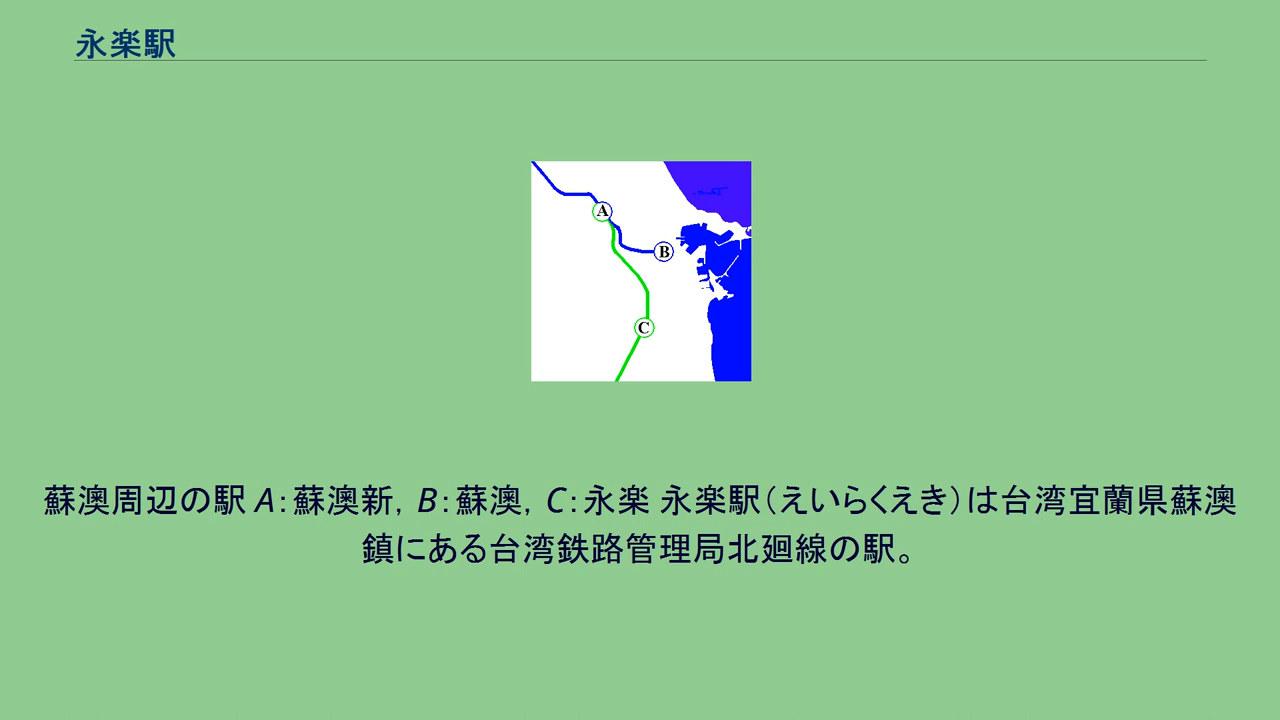 永楽駅
A
B
C
蘇澳周辺の駅 A：蘇澳新, B：蘇澳, C：永楽 永楽駅（えいらくえき）は台湾宜蘭県蘇澳
鎮にある台湾鉄路管理局北廻線の駅。